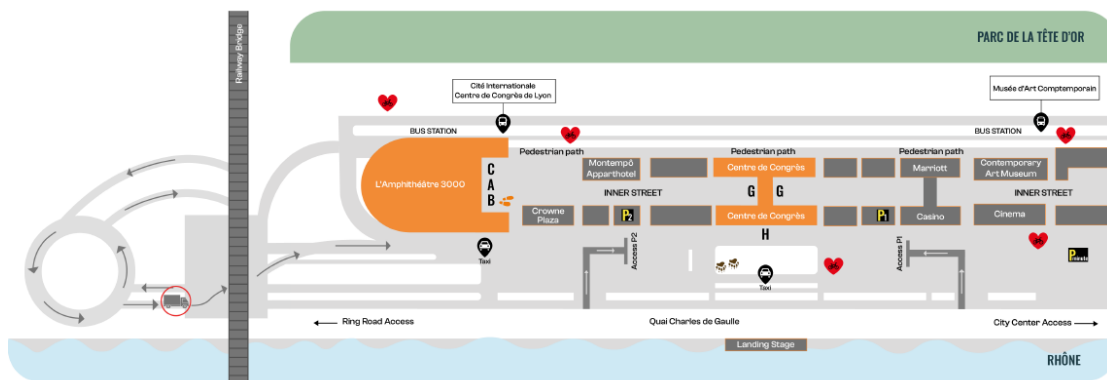 PARC DE LA TÊTE D'OR
Railway Bridge
Cité Internationale
Centre de Congrès de Lyon
Musée d'Art Comptemporain
BUS STATION
BUS STATION
Pedestrian path
Pedestrian path
Pedestrian path
L'Amphithéâtre 3000
C
A
B
Montempô
Apparthotel
Centre de Congrès
Marriott
Contemporary
Art Museum
INNER STREET
G G
INNER STREET
Crowne
Plaza
P2
Centre de Congrès
P1
Casino
Cinema
H
Taxi
Access P2
Taxi
Access P1
Ring Road Access
Quai Charles de Gaulle
City Center Access
Landing Stage
RHÔNE